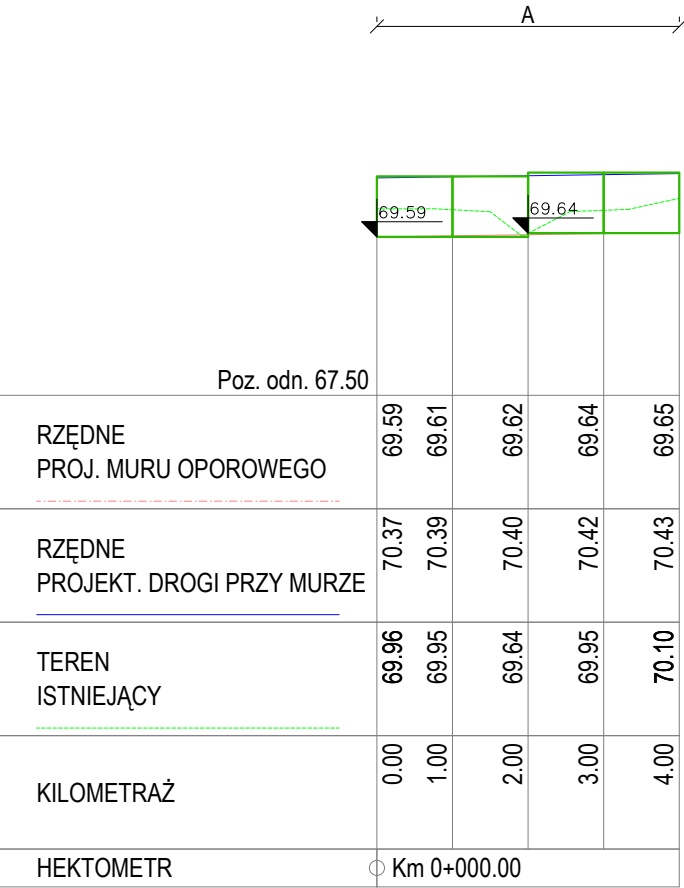 A
69.59
69.64
Poz. odn. 67.50
RZĘDNE
PROJ. MURU OPOROWEGO
69.59 69.61 69.62 69.64 69.65
RZĘDNE
PROJEKT. DROGI PRZY MURZE
70.37 70.39 70.40 70.42 70.43
TEREN
ISTNIEJĄCY
69.96 69.95 69.64 69.95 70.10
KILOMETRAŻ
0.00 1.00 2.00 3.00 4.00
HEKTOMETR
Km 0+000.00